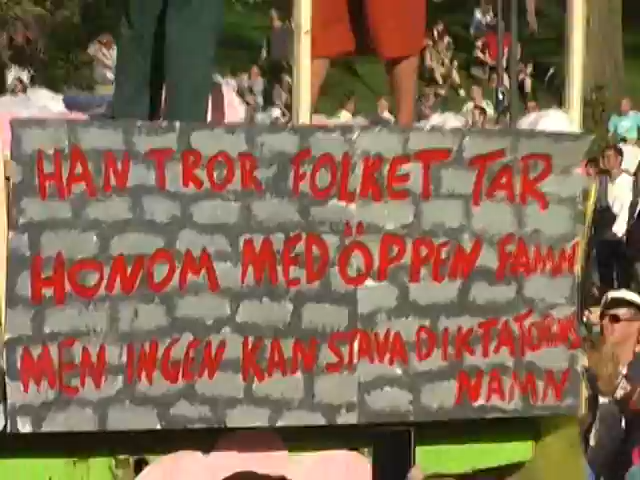 HAN TROR FOLKET TAR
HONOM MED ÖPPEN FAMN
MEN INGEN KAN STAVA DIKTATORNS
NAMN